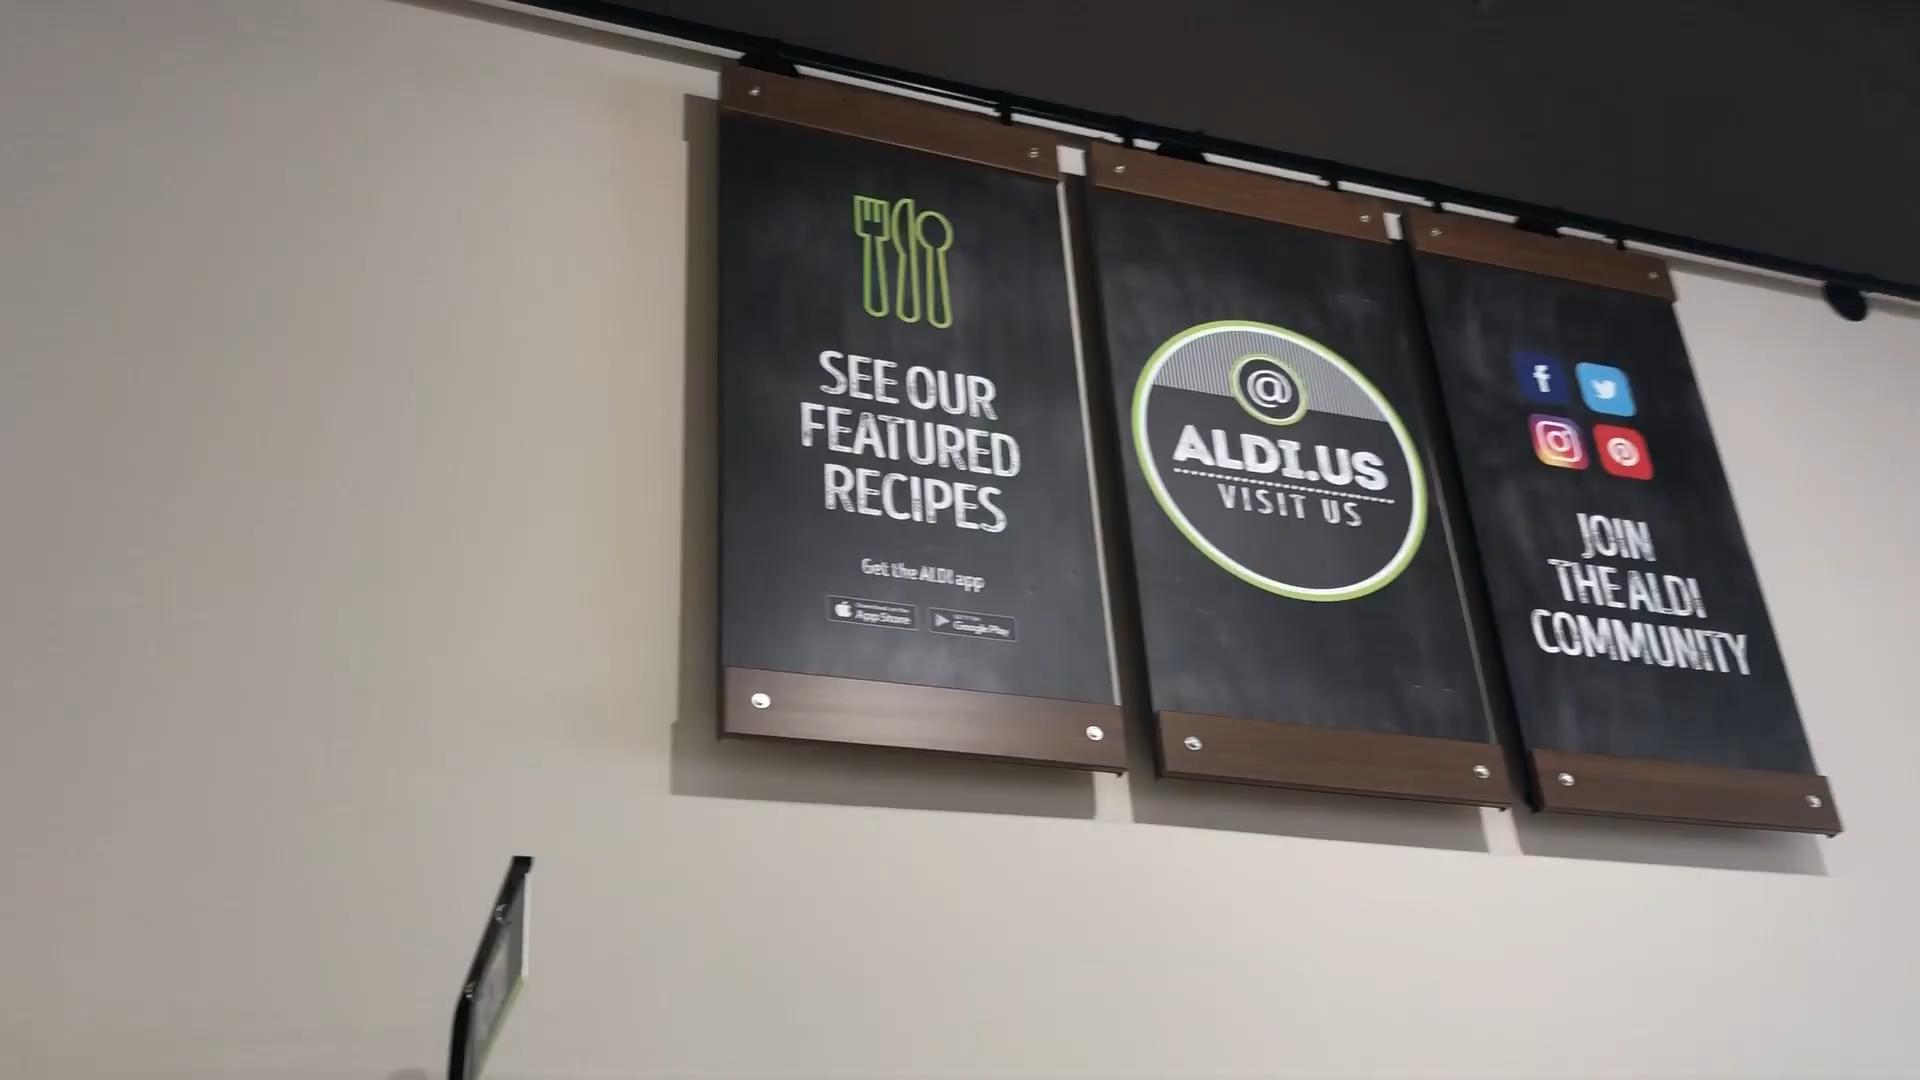 SEE OUR
FEATURED
RECIPES
Get the ALDI app
App Store
Google Play
@
ALDI.US
VISIT US
f
JOIN
THE ALDI
COMMUNITY